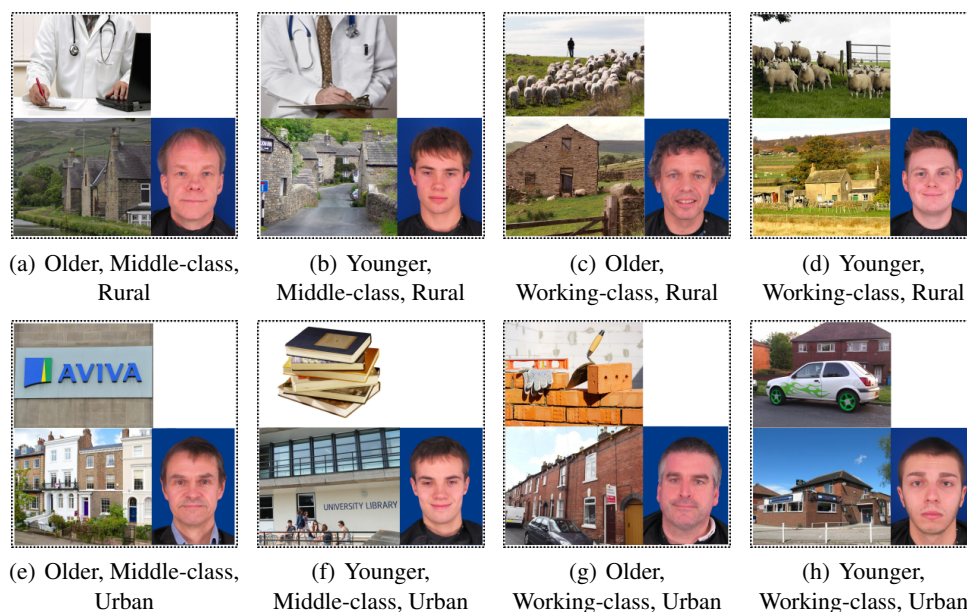 (a) Older, Middle-class,
Rural
(b) Younger,
Middle-class, Rural
(c) Older,
Working-class, Rural
(d) Younger,
Working-class, Rural
AVIVA
UNIVERSITY LIBRARY
(e) Older, Middle-class,
Urban
(f) Younger,
Middle-class, Urban
(g) Older,
Working-class, Urban
(h) Younger,
Working-class, Urban